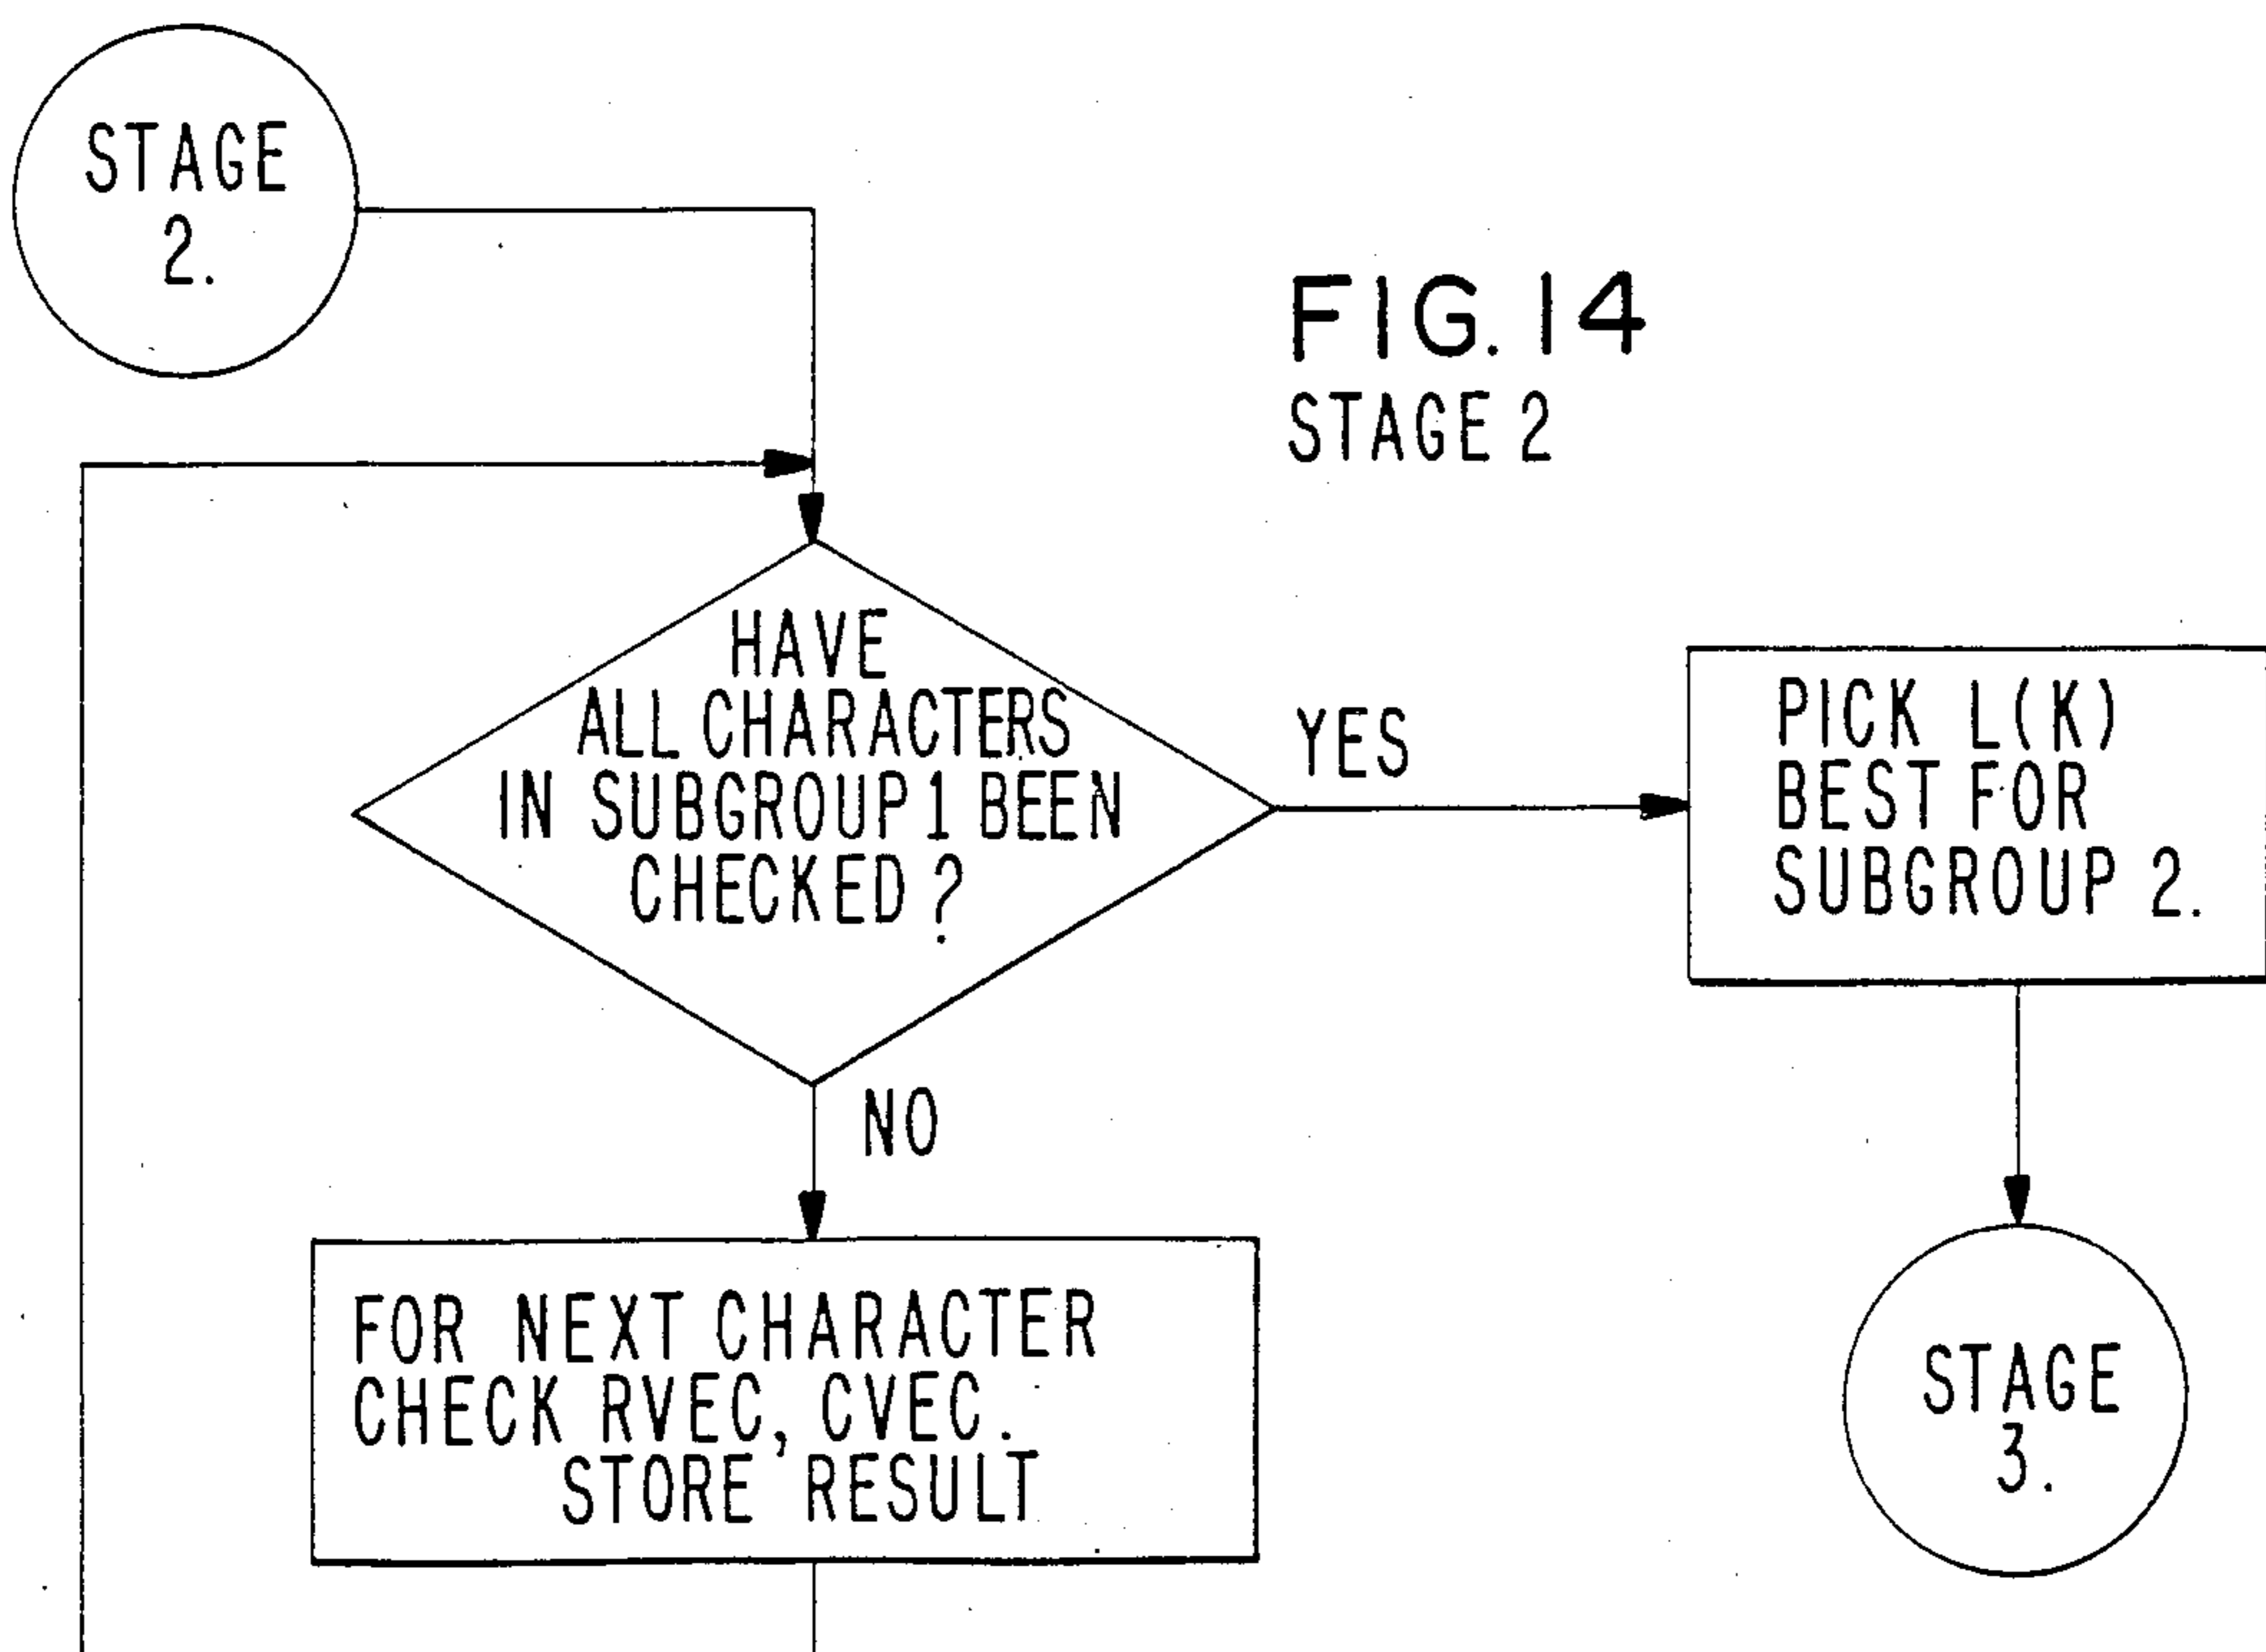 STAGE
2.
FIG. 14
STAGE 2
HAVE
ALL CHARACTERS
IN SUBGROUP 1 BEEN
CHECKED?
YES
PICK L(K)
BEST FOR
SUBGROUP 2.
NO
FOR NEXT CHARACTER
CHECK RVEC, CVEC.
STORE RESULT
STAGE
3.